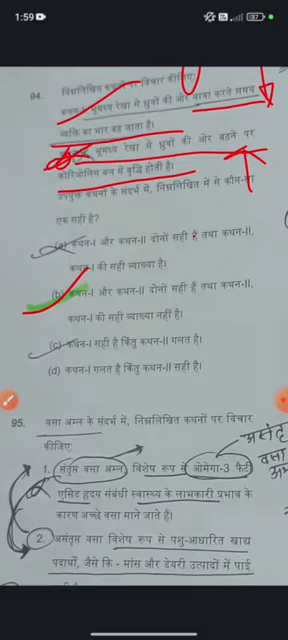 1:59
94. निम्नलिखित कथनों पर विचार कीजिए:
कथन-I भूमध्य रेखा से ध्रुवों की ओर यात्रा करते समय
व्यक्ति का भार बढ़ जाता है।
भूमध्य रेखा से ध्रुवों की ओर बढ़ने पर
कोरिओलिस बल में वृद्धि होती है।
उपर्युक्त कथनों के संदर्भ में, निम्नलिखित में से कौन-सा
एक सही है?
(a) कथन-I और कथन-II दोनों सही हैं तथा कथन-II,
कथन-I की सही व्याख्या है।
(b) कथन-I और कथन-II दोनों सही हैं तथा कथन-II,
कथन-I की सही व्याख्या नहीं है।
(c) कथन-I सही है किंतु कथन-II गलत है।
(d) कथन-I गलत है किंतु कथन-II सही है।
95. वसा अम्ल के संदर्भ में, निम्नलिखित कथनों पर विचार
कीजिए:
1. संतृप्त वसा अम्ल विशेष रूप से ओमेगा-3 फैटी
एसिड हृदय संबंधी स्वास्थ्य के लाभकारी प्रभाव के
कारण अच्छे वसा माने जाते हैं।
2. असंतृप्त वसा विशेष रूप से पशु-आधारित खाद्य
पदार्थों, जैसे कि - मांस और डेयरी उत्पादों में पाई
वसा